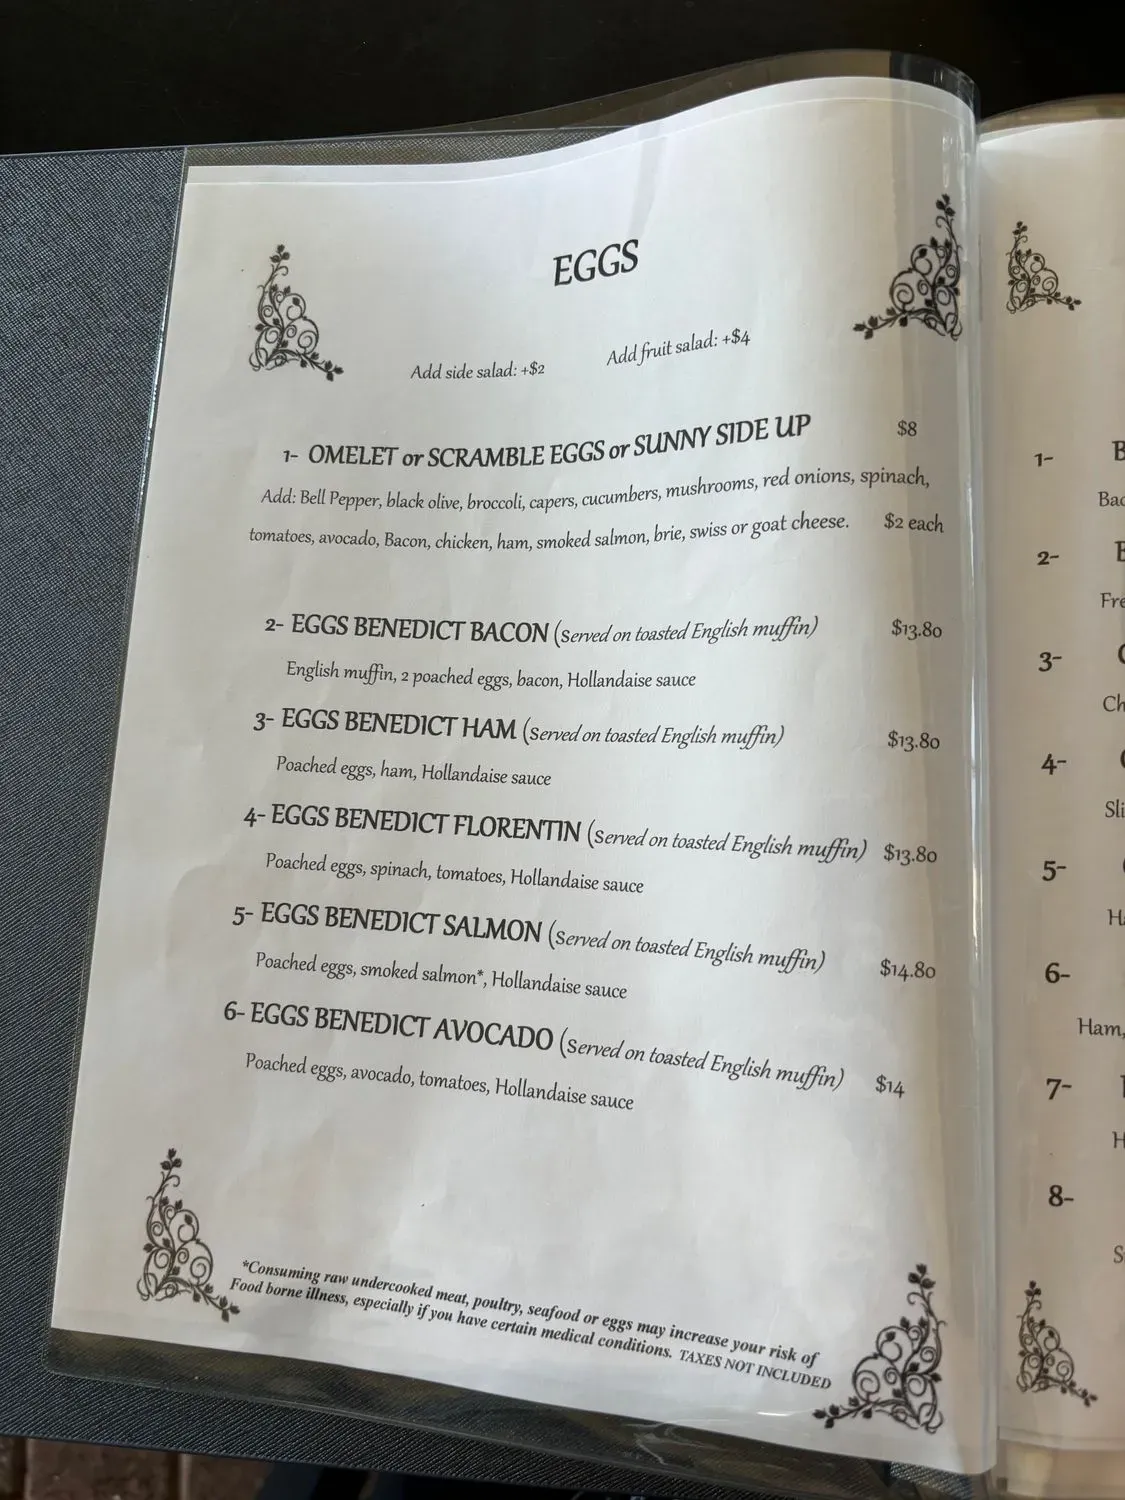 EGGS
Add side salad: +$2 Add fruit salad: +$4
1- OMELET or SCRAMBLE EGGS or SUNNY SIDE UP $8
Add: Bell Pepper, black olive, broccoli, capers, cucumbers, mushrooms, red onions, spinach,
tomatoes, avocado, Bacon, chicken, ham, smoked salmon, brie, swiss or goat cheese. $2 each
2- EGGS BENEDICT BACON (Served on toasted English muffin) $13.80
English muffin, 2 poached eggs, bacon, Hollandaise sauce
3- EGGS BENEDICT HAM (Served on toasted English muffin) $13.80
Poached eggs, ham, Hollandaise sauce
4- EGGS BENEDICT FLORENTIN (Served on toasted English muffin) $13.80
Poached eggs, spinach, tomatoes, Hollandaise sauce
5- EGGS BENEDICT SALMON (Served on toasted English muffin) $14.80
Poached eggs, smoked salmon*, Hollandaise sauce
6- EGGS BENEDICT AVOCADO (Served on toasted English muffin) $14
Poached eggs, avocado, tomatoes, Hollandaise sauce
*Consuming raw undercooked meat, poultry, seafood or eggs may increase your risk of
Food borne illness, especially if you have certain medical conditions. TAXES NOT INCLUDED
1-
2-
3-
4-
5-
6-
Ham,
7-
8-